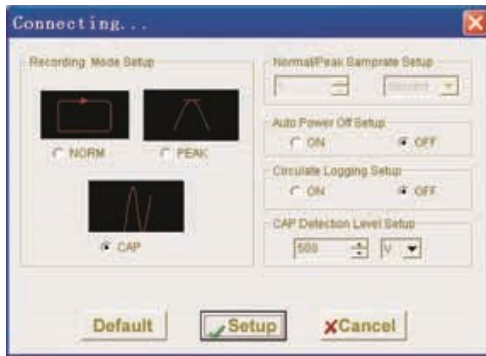 Connecting...
Recording Mode Setup
NORM
PEAK
CAP
Normal/Peak Samprate Setup
Second
Auto Power Off Setup
ON
OFF
Circulate Logging Setup
ON
OFF
CAP Detection Level Setup
500
V
Default
Setup
Cancel